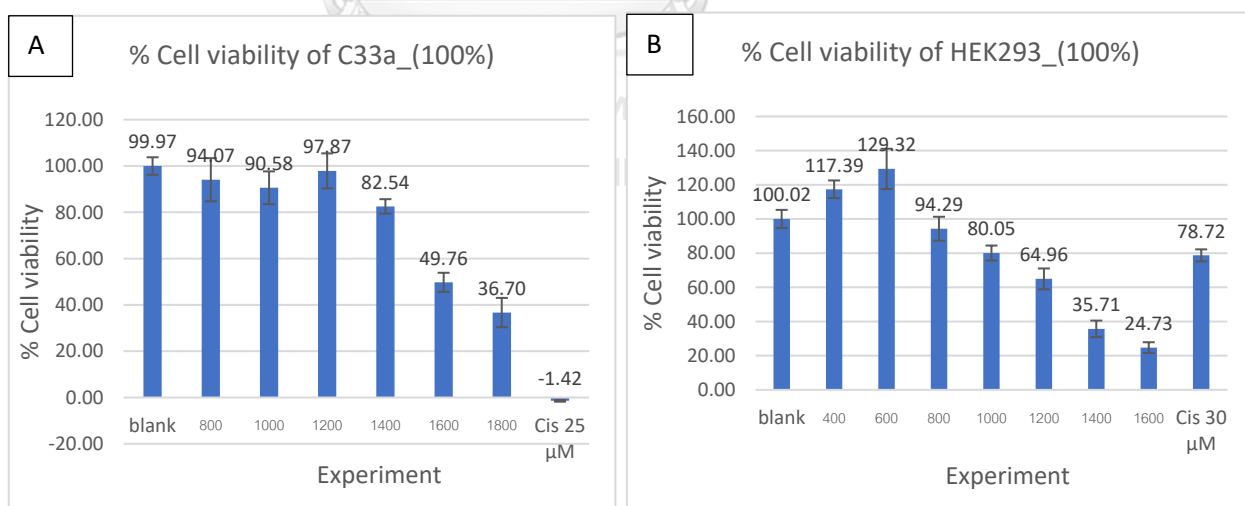 A
% Cell viability of C33a_(100%)
120.00
100.00
80.00
60.00
40.00
20.00
0.00
-20.00
% Cell viability
99.97
94.07
90.58
97.87
82.54
49.76
36.70
-1.42
blank 800 1000 1200 1400 1600 1800 Cis 25
µM
Experiment
B
% Cell viability of HEK293_(100%)
160.00
140.00
120.00
100.00
80.00
60.00
40.00
20.00
0.00
% Cell viability
100.02
117.39
129.32
94.29
80.05
64.96
35.71
24.73
78.72
blank 400 600 800 1000 1200 1400 1600 Cis 30
µM
Experiment